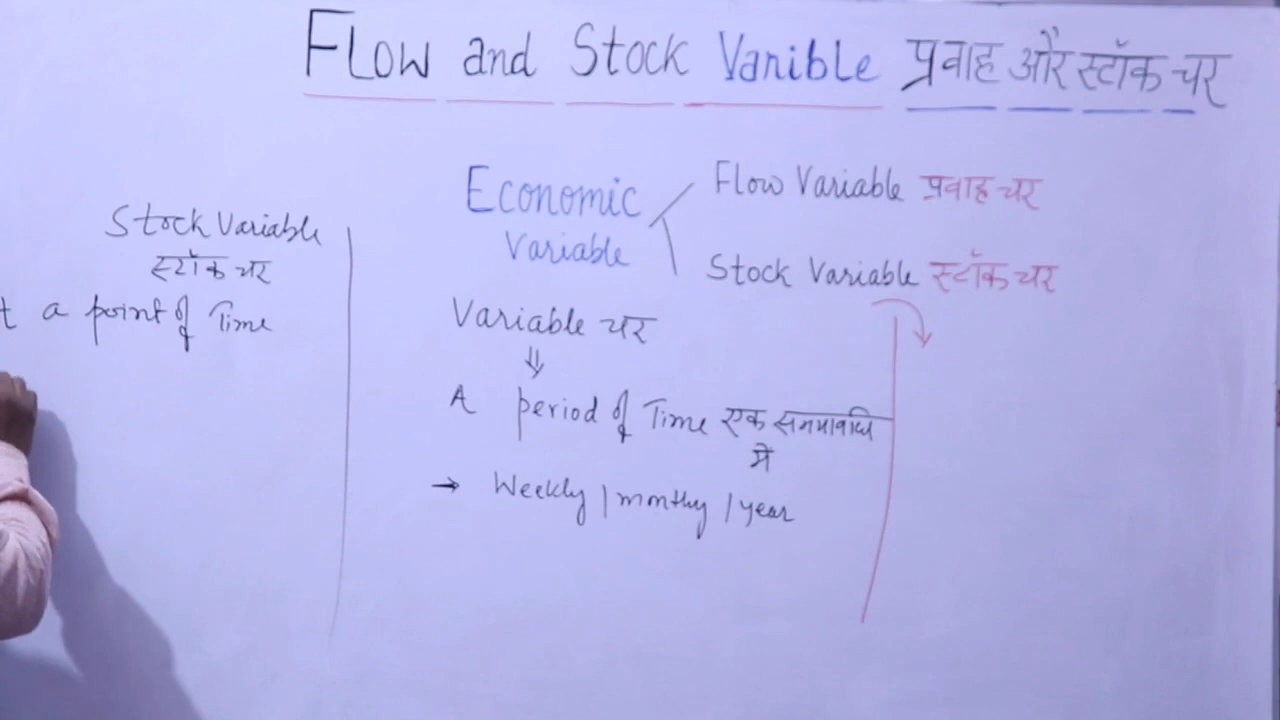 Flow and Stock Varible प्रवाह और स्टॉक चर
Economic
Variable
Flow Variable प्रवाह चर
Stock Variable स्टॉक चर
Stock Variable
स्टॉक चर
t a point of Time
Variable चर
A period of Time एक समयावधि
में
→ Weekly | monthy | year